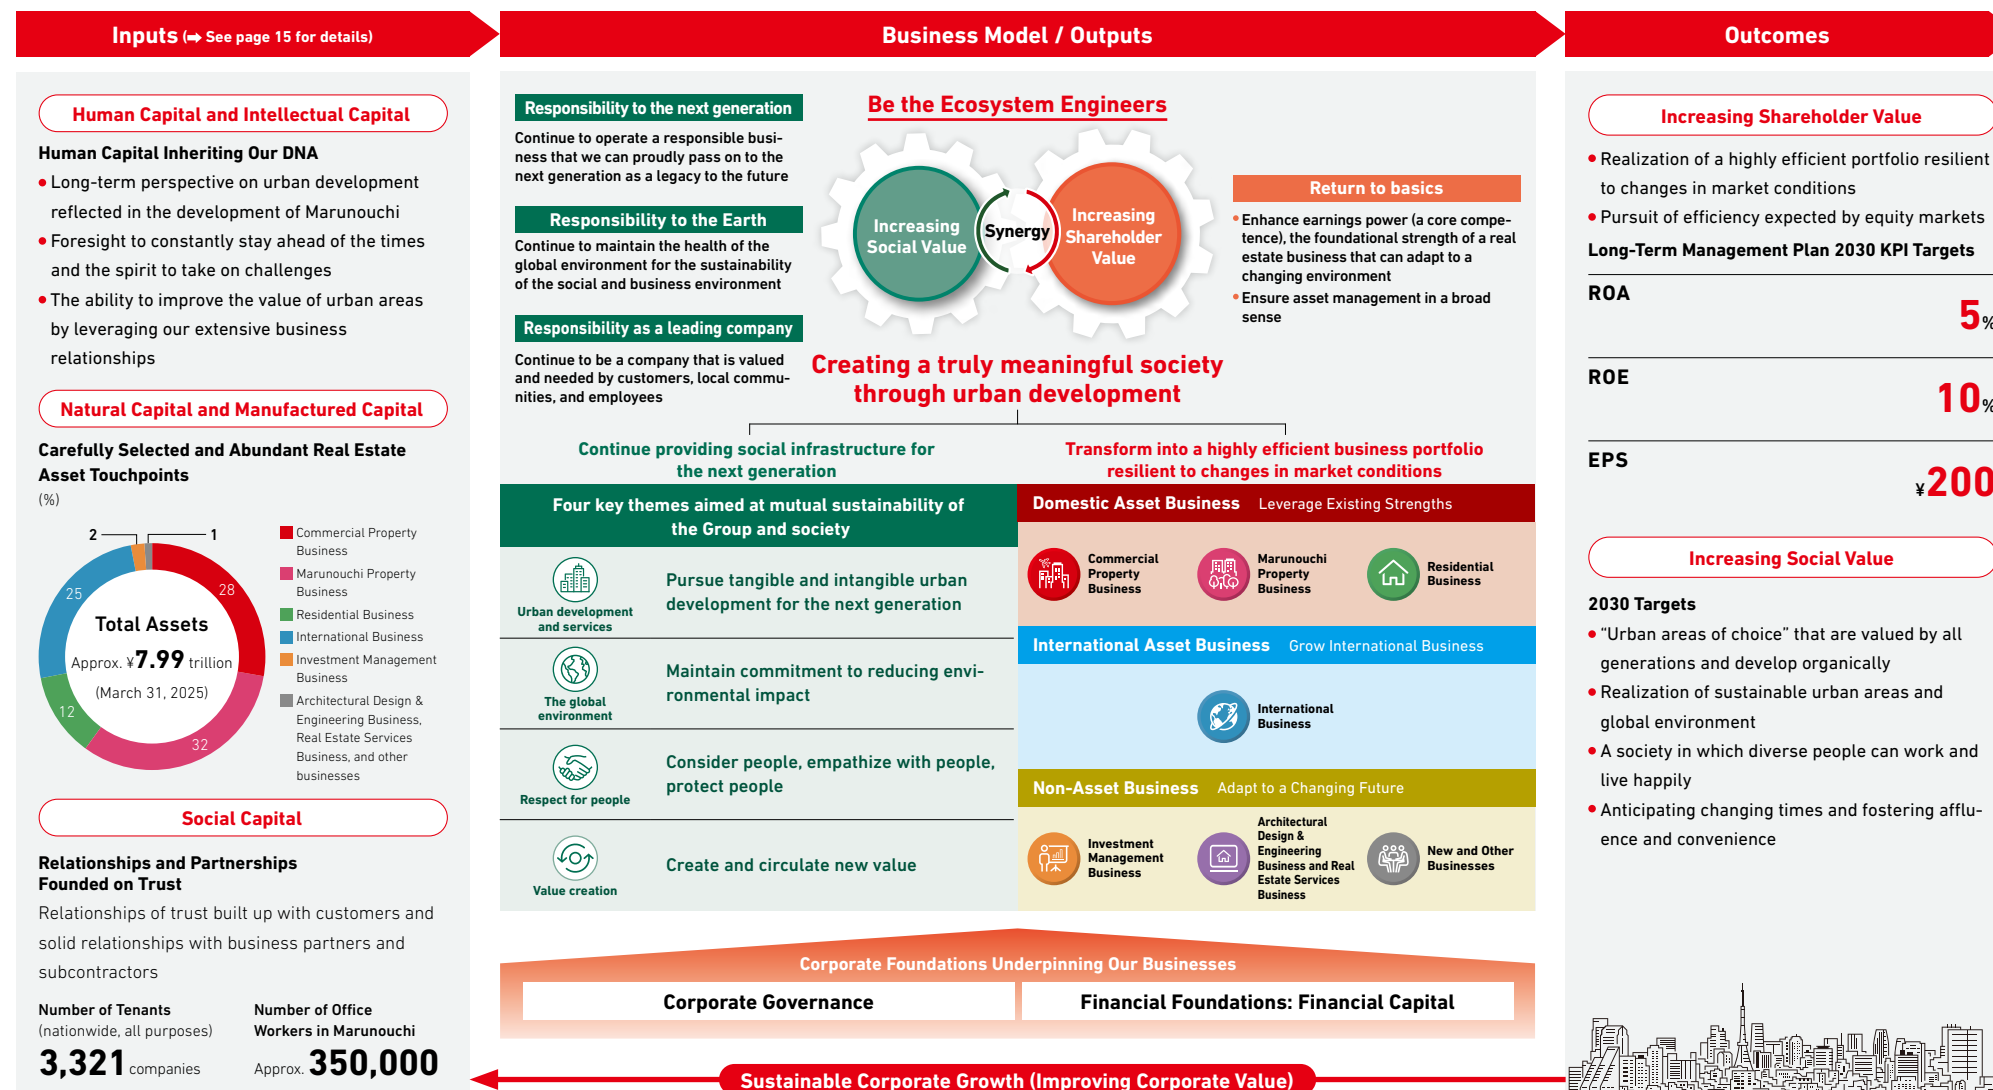 Inputs (➡ See page 15 for details)
Human Capital and Intellectual Capital
Human Capital Inheriting Our DNA
• Long-term perspective on urban development
reflected in the development of Marunouchi
• Foresight to constantly stay ahead of the times
and the spirit to take on challenges
• The ability to improve the value of urban areas
by leveraging our extensive business
relationships
Natural Capital and Manufactured Capital
Carefully Selected and Abundant Real Estate
Asset Touchpoints
(%)
2
1
28
32
12
25
Total Assets
Approx. ¥7.99 trillion
(March 31, 2025)
Commercial Property
Business
Marunouchi Property
Business
Residential Business
International Business
Investment Management
Business
Architectural Design &
Engineering Business,
Real Estate Services
Business, and other
businesses
Social Capital
Relationships and Partnerships
Founded on Trust
Relationships of trust built up with customers and
solid relationships with business partners and
subcontractors
Number of Tenants
(nationwide, all purposes)
3,321 companies
Number of Office
Workers in Marunouchi
Approx. 350,000
Business Model / Outputs
Responsibility to the next generation
Continue to operate a responsible busi-
ness that we can proudly pass on to the
next generation as a legacy to the future
Responsibility to the Earth
Continue to maintain the health of the
global environment for the sustainability
of the social and business environment
Responsibility as a leading company
Continue to be a company that is valued
and needed by customers, local commu-
nities, and employees
Be the Ecosystem Engineers
Increasing
Social Value
Synergy
Increasing
Shareholder
Value
Return to basics
• Enhance earnings power (a core compe-
tence), the foundational strength of a real
estate business that can adapt to a
changing environment
• Ensure asset management in a broad
sense
Creating a truly meaningful society
through urban development
Continue providing social infrastructure for
the next generation
Four key themes aimed at mutual sustainability of
the Group and society
Urban development
and services
Pursue tangible and intangible urban
development for the next generation
The global
environment
Maintain commitment to reducing envi-
ronmental impact
Respect for people
Consider people, empathize with people,
protect people
Value creation
Create and circulate new value
Transform into a highly efficient business portfolio
resilient to changes in market conditions
Domestic Asset Business Leverage Existing Strengths
Commercial
Property
Business
Marunouchi
Property
Business
Residential
Business
International Asset Business Grow International Business
International
Business
Non-Asset Business Adapt to a Changing Future
Investment
Management
Business
Architectural
Design &
Engineering
Business and Real
Estate Services
Business
New and Other
Businesses
Corporate Foundations Underpinning Our Businesses
Corporate Governance
Financial Foundations: Financial Capital
Sustainable Corporate Growth (Improving Corporate Value)
Outcomes
Increasing Shareholder Value
• Realization of a highly efficient portfolio resilient
to changes in market conditions
• Pursuit of efficiency expected by equity markets
Long-Term Management Plan 2030 KPI Targets
ROA
5%
ROE
10%
EPS
¥200
Increasing Social Value
2030 Targets
• “Urban areas of choice” that are valued by all
generations and develop organically
• Realization of sustainable urban areas and
global environment
• A society in which diverse people can work and
live happily
• Anticipating changing times and fostering afflu-
ence and convenience